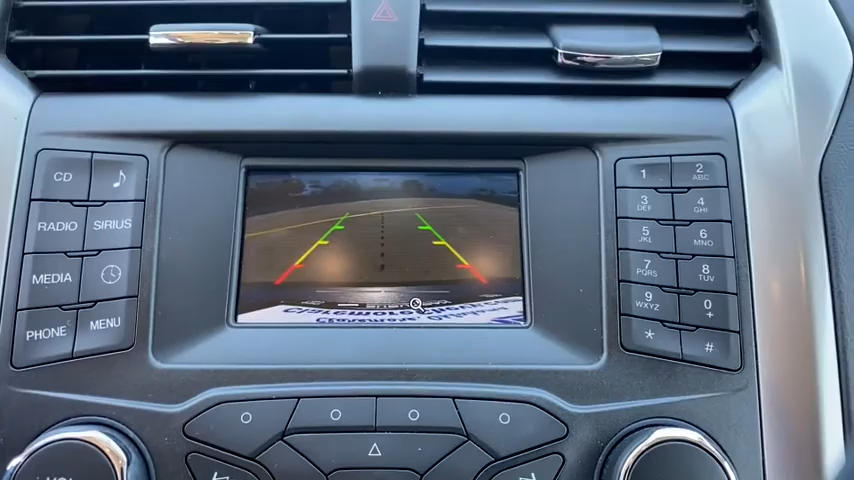 CD
RADIO SIRIUS
MEDIA
PHONE MENU
1 2 ABC
3 DEF 4 GHI
5 JKL 6 MNO
7 PQRS 8 TUV
9 WXYZ 0 +
* #
VOL